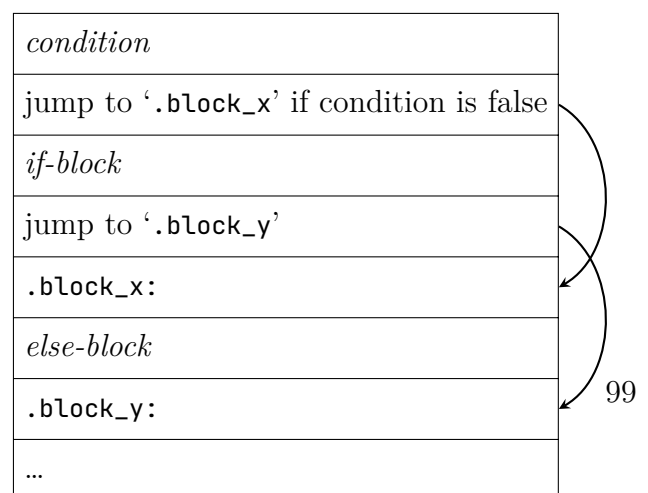 condition
jump to ‘.block_x’ if condition is false
if-block
jump to ‘.block_y’
.block_x:
else-block
.block_y:
99
…